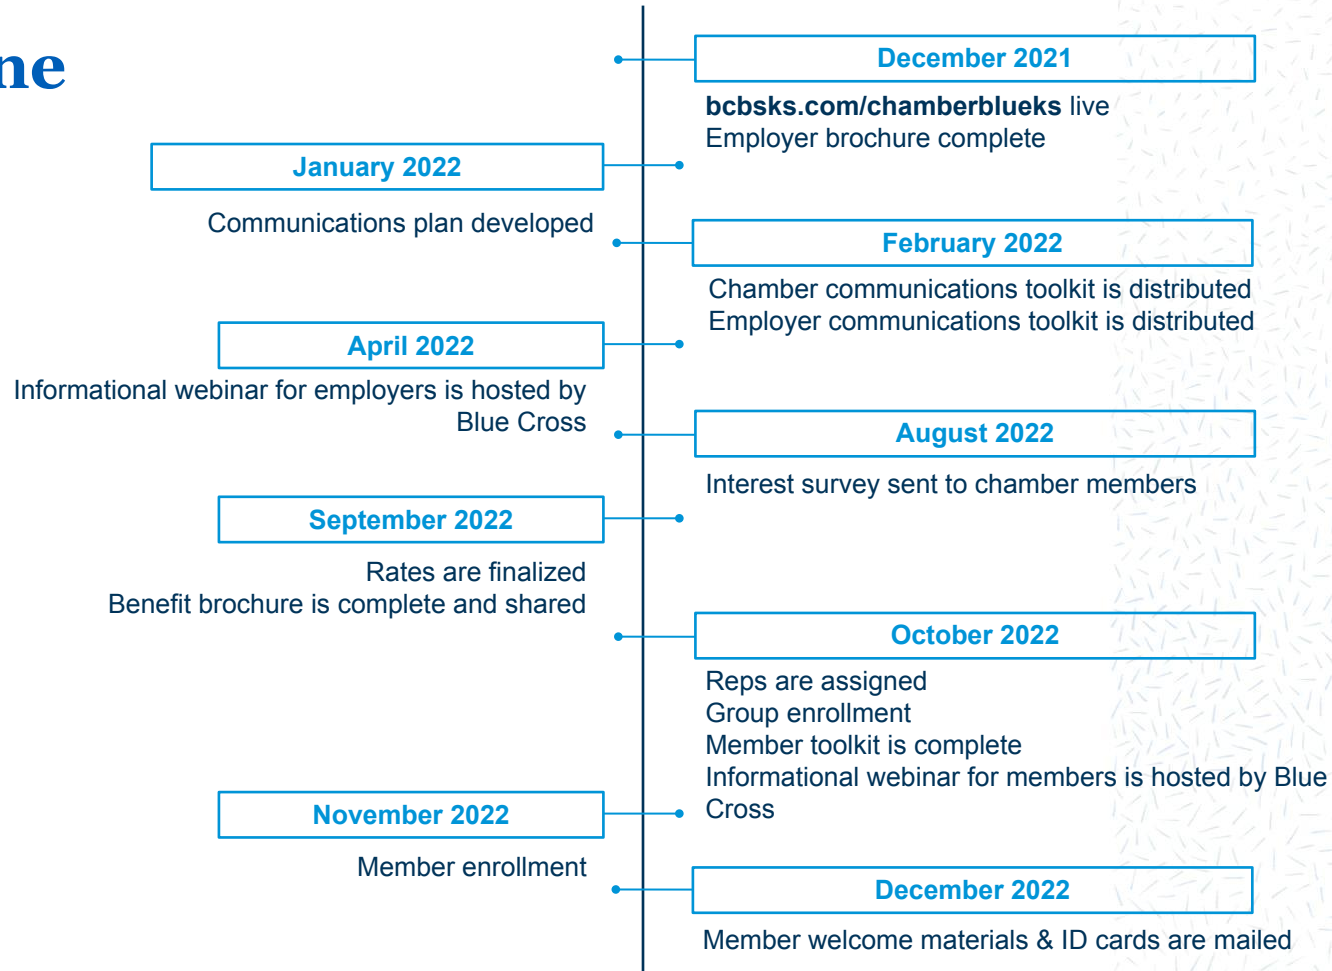 ne
December 2021
bcbsks.com/chamberblueks live
Employer brochure complete
January 2022
Communications plan developed
February 2022
Chamber communications toolkit is distributed
Employer communications toolkit is distributed
April 2022
Informational webinar for employers is hosted by
Blue Cross
August 2022
Interest survey sent to chamber members
September 2022
Rates are finalized
Benefit brochure is complete and shared
October 2022
Reps are assigned
Group enrollment
Member toolkit is complete
Informational webinar for members is hosted by Blue
Cross
November 2022
Member enrollment
December 2022
Member welcome materials & ID cards are mailed